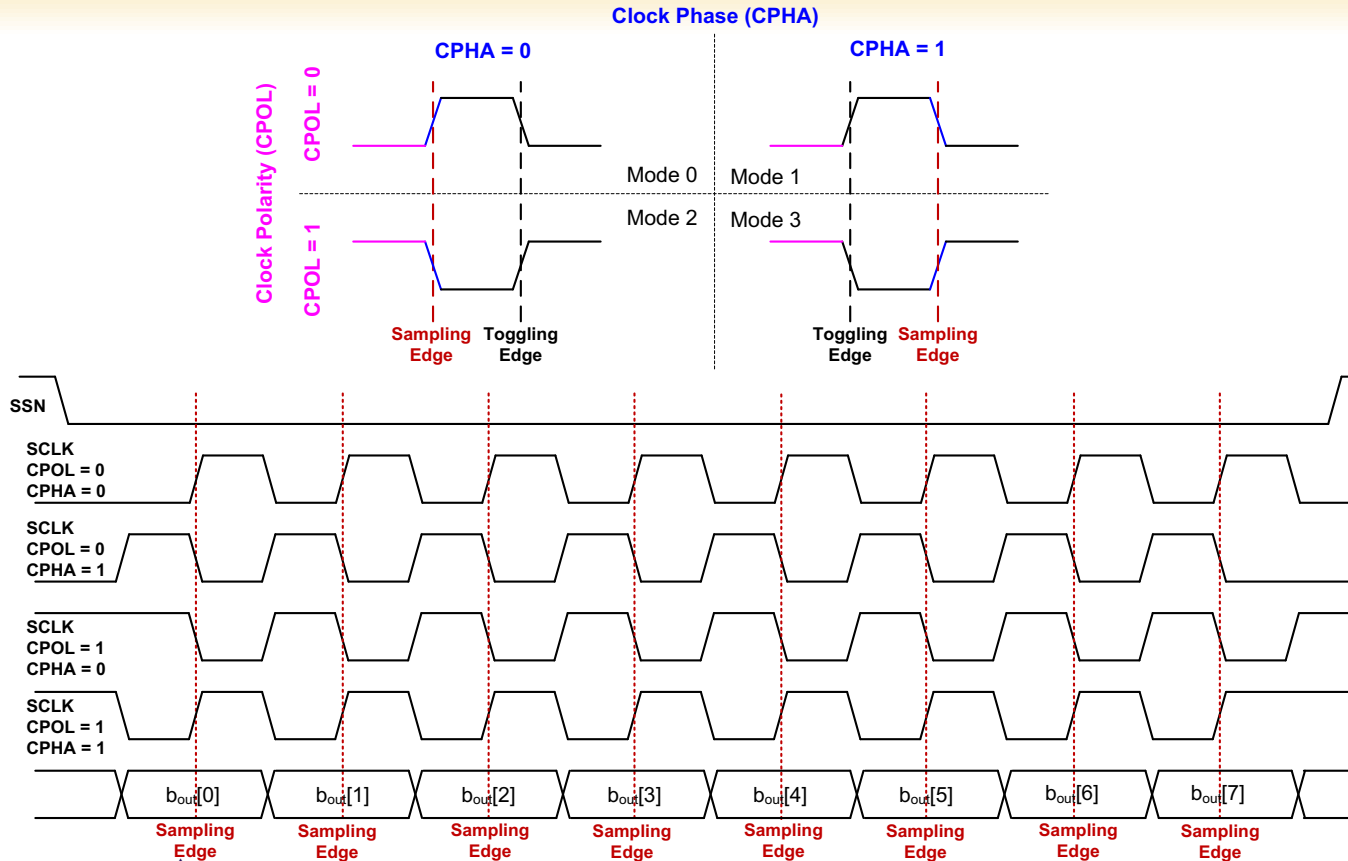 Clock Phase (CPHA)
CPHA = 0
CPHA = 1
Clock Polarity (CPOL)
CPOL = 0
CPOL = 1
Mode 0
Mode 1
Mode 2
Mode 3
Sampling
Edge
Toggling
Edge
Toggling
Edge
Sampling
Edge
SSN
SCLK
CPOL = 0
CPHA = 0
SCLK
CPOL = 0
CPHA = 1
SCLK
CPOL = 1
CPHA = 0
SCLK
CPOL = 1
CPHA = 1
bout[0] bout[1] bout[2] bout[3] bout[4] bout[5] bout[6] bout[7]
Sampling Sampling Sampling Sampling Sampling Sampling Sampling Sampling
Edge Edge Edge Edge Edge Edge Edge Edge